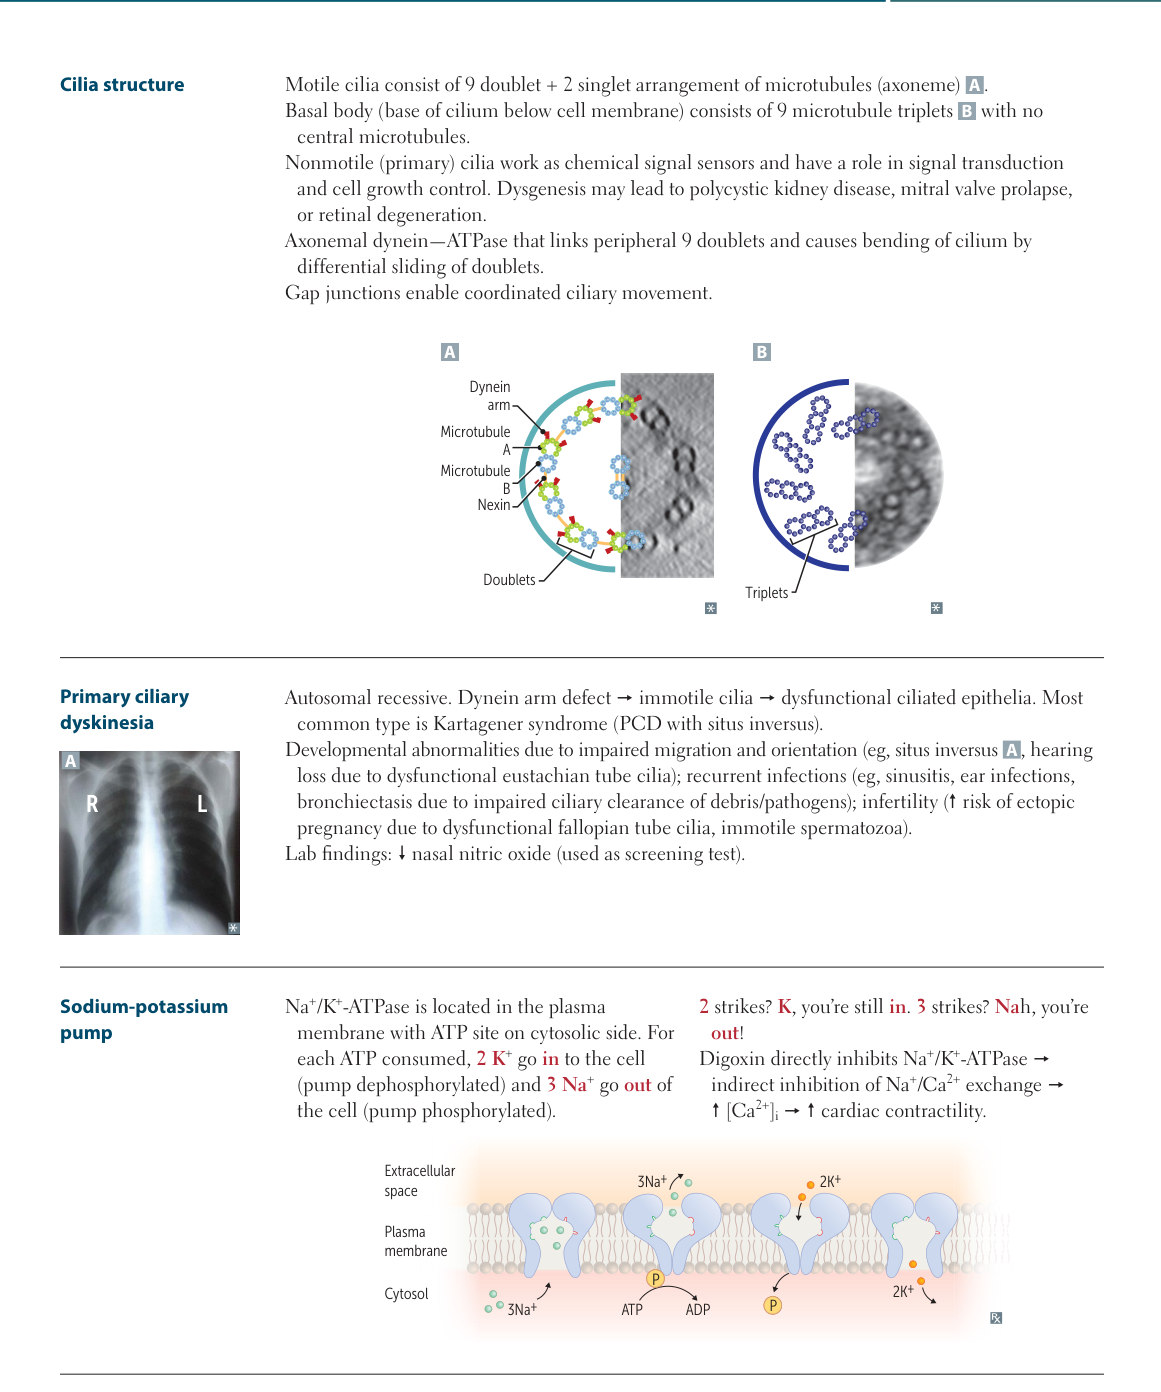 Cilia structure
Motile cilia consist of 9 doublet + 2 singlet arrangement of microtubules (axoneme) A.
Basal body (base of cilium below cell membrane) consists of 9 microtubule triplets B with no
central microtubules.
Nonmotile (primary) cilia work as chemical signal sensors and have a role in signal transduction
and cell growth control. Dysgenesis may lead to polycystic kidney disease, mitral valve prolapse,
or retinal degeneration.
Axonemal dynein—ATPase that links peripheral 9 doublets and causes bending of cilium by
differential sliding of doublets.
Gap junctions enable coordinated ciliary movement.
A
Dynein
arm
Microtubule
A
Microtubule
B
Nexin
Doublets
*
B
Triplets
*
Primary ciliary
dyskinesia
A
R L
*
Autosomal recessive. Dynein arm defect → immotile cilia → dysfunctional ciliated epithelia. Most
common type is Kartagener syndrome (PCD with situs inversus).
Developmental abnormalities due to impaired migration and orientation (eg, situs inversus A, hearing
loss due to dysfunctional eustachian tube cilia); recurrent infections (eg, sinusitis, ear infections,
bronchiectasis due to impaired ciliary clearance of debris/pathogens); infertility (↑ risk of ectopic
pregnancy due to dysfunctional fallopian tube cilia, immotile spermatozoa).
Lab findings: ↓ nasal nitric oxide (used as screening test).
Sodium-potassium
pump
Na⁺/K⁺-ATPase is located in the plasma
membrane with ATP site on cytosolic side. For
each ATP consumed, 2 K⁺ go in to the cell
(pump dephosphorylated) and 3 Na⁺ go out of
the cell (pump phosphorylated).
2 strikes? K, you're still in. 3 strikes? Nah, you're
out!
Digoxin directly inhibits Na⁺/K⁺-ATPase →
indirect inhibition of Na⁺/Ca²⁺ exchange →
↑ [Ca²⁺]ᵢ → ↑ cardiac contractility.
Extracellular
space
Plasma
membrane
Cytosol
3Na+
3Na+
P
ATP ADP
2K+
P
2K+
Rx